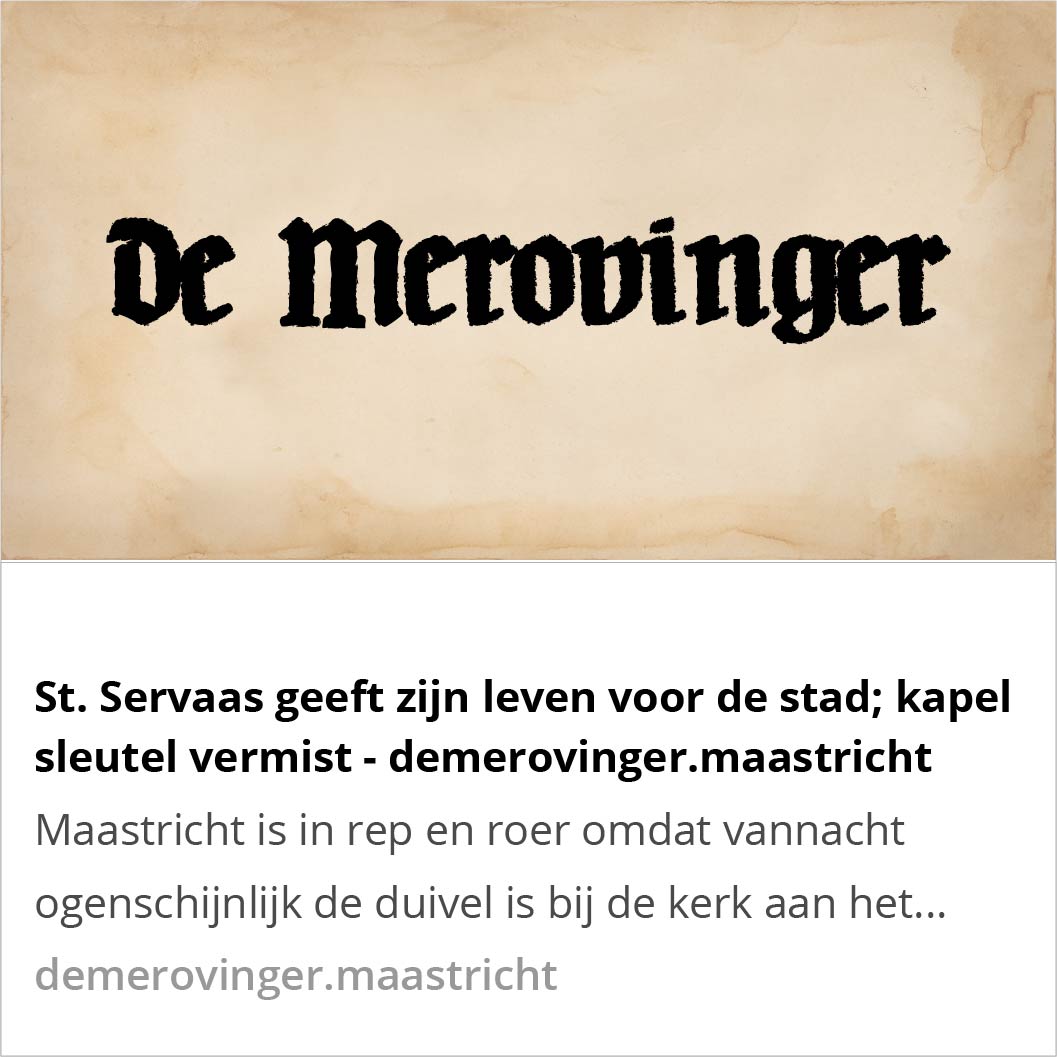 De Merovinger
St. Servaas geeft zijn leven voor de stad; kapel
sleutel vermist - demerovinger.maastricht
Maastricht is in rep en roer omdat vannacht
ogenschijnlijk de duivel is bij de kerk aan het...
demerovinger.maastricht